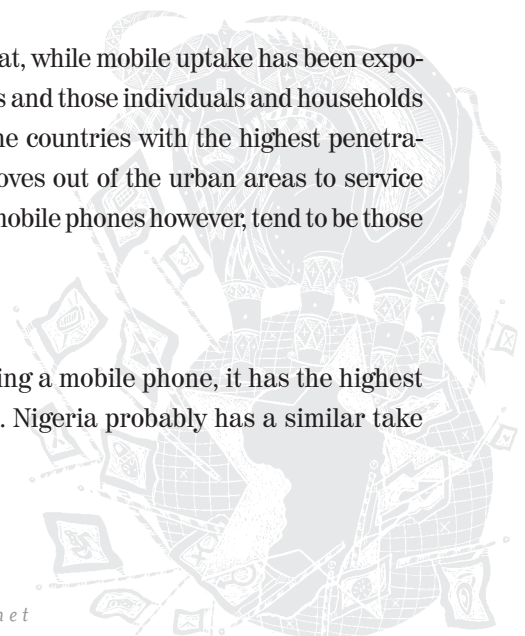 at, while mobile uptake has been expo-
s and those individuals and households
ne countries with the highest penetra-
oves out of the urban areas to service
mobile phones however, tend to be those
ing a mobile phone, it has the highest
. Nigeria probably has a similar take
net